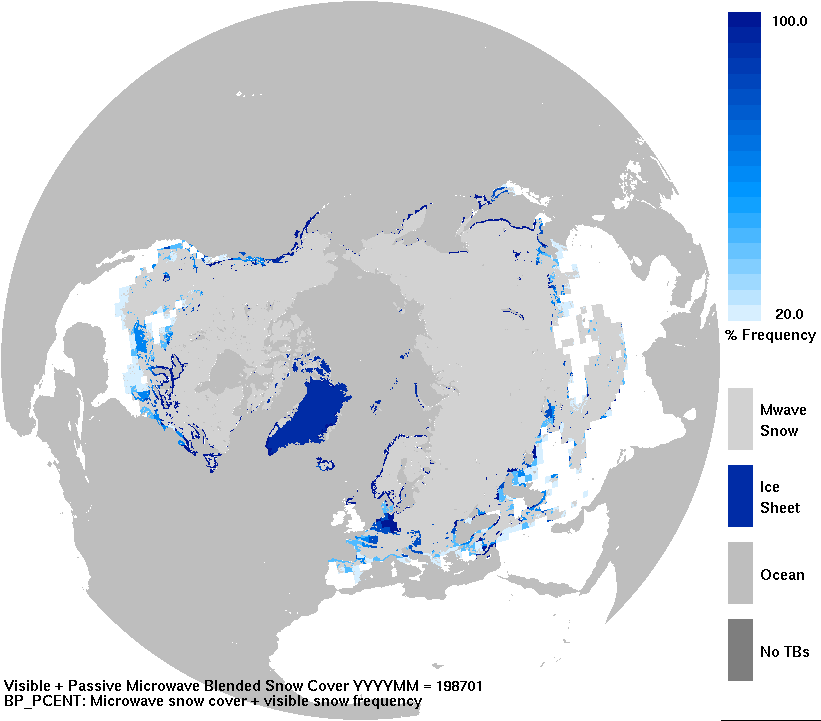 100.0
20.0
% Frequency
Mwave
Snow
Ice
Sheet
Ocean
No TBs
Visible + Passive Microwave Blended Snow Cover YYYYMM = 198701
BP_PCENT: Microwave snow cover + visible snow frequency